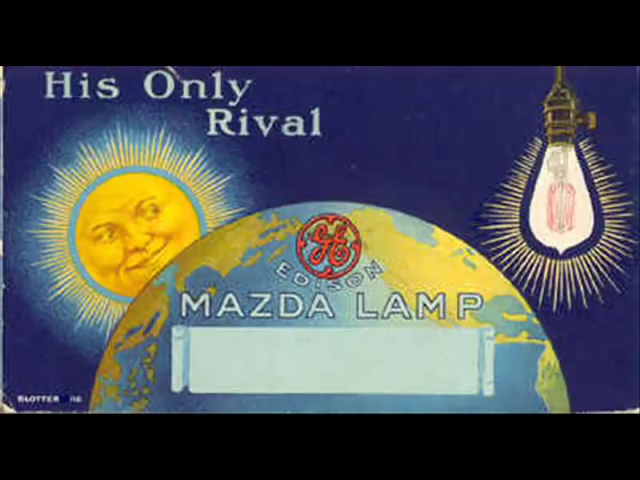 His Only
Rival
GE
EDISON
MAZDA LAMP
BLOTTER